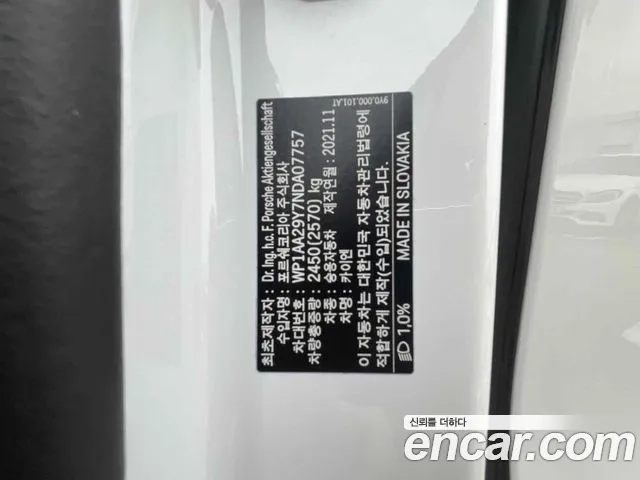 9Y0.000.101.AT
최초제작자 : Dr. Ing. h.c. F. Porsche Aktiengesellschaft
수입자명 : 포르쉐코리아 주식회사
차대번호 : WP1AA29Y7NDA07757
차량총중량 : 2450(2570) kg
차종 : 승용자동차 제작연월 : 2021.11
차명 : 카이엔
이 자동차는 대한민국 자동차관리법령에
적합하게 제작(수입)되었습니다.
MADE IN SLOVAKIA
1,0%
신뢰를 더하다
encar.com